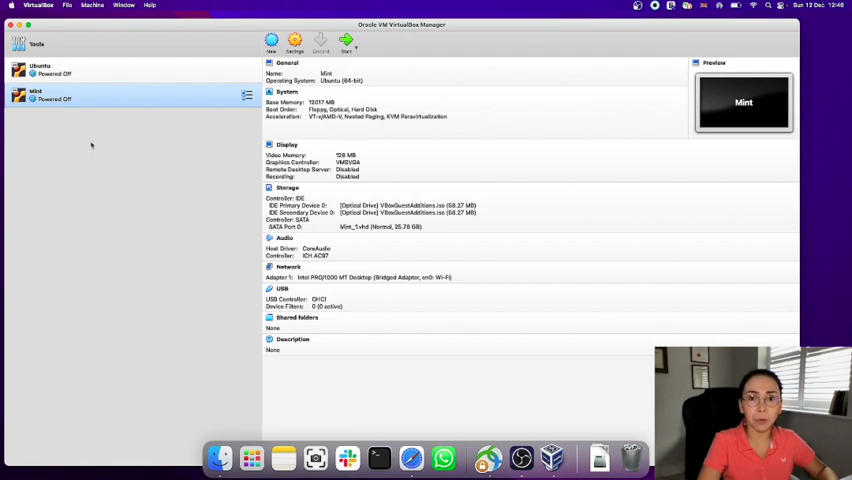 VirtualBox File Machine Window Help Sun 12 Dec 12:46
Oracle VM VirtualBox Manager
Tools
New Settings Discard Start
Ubuntu
Powered Off
Mint
Powered Off
General
Name: Mint
Operating System: Ubuntu (64-bit)
System
Base Memory: 12017 MB
Boot Order: Floppy, Optical, Hard Disk
Acceleration: VT-x/AMD-V, Nested Paging, KVM Paravirtualization
Display
Video Memory: 128 MB
Graphics Controller: VMSVGA
Remote Desktop Server: Disabled
Recording: Disabled
Storage
Controller: IDE
IDE Primary Device 0: [Optical Drive] VBoxGuestAdditions.iso (58.27 MB)
IDE Secondary Device 0: [Optical Drive] VBoxGuestAdditions.iso (58.27 MB)
Controller: SATA
SATA Port 0: Mint_1.vhd (Normal, 25.78 GB)
Audio
Host Driver: CoreAudio
Controller: ICH AC97
Network
Adapter 1: Intel PRO/1000 MT Desktop (Bridged Adapter, en0: Wi-Fi)
USB
USB Controller: OHCI
Device Filters: 0 (0 active)
Shared folders
None
Description
None
Preview
Mint